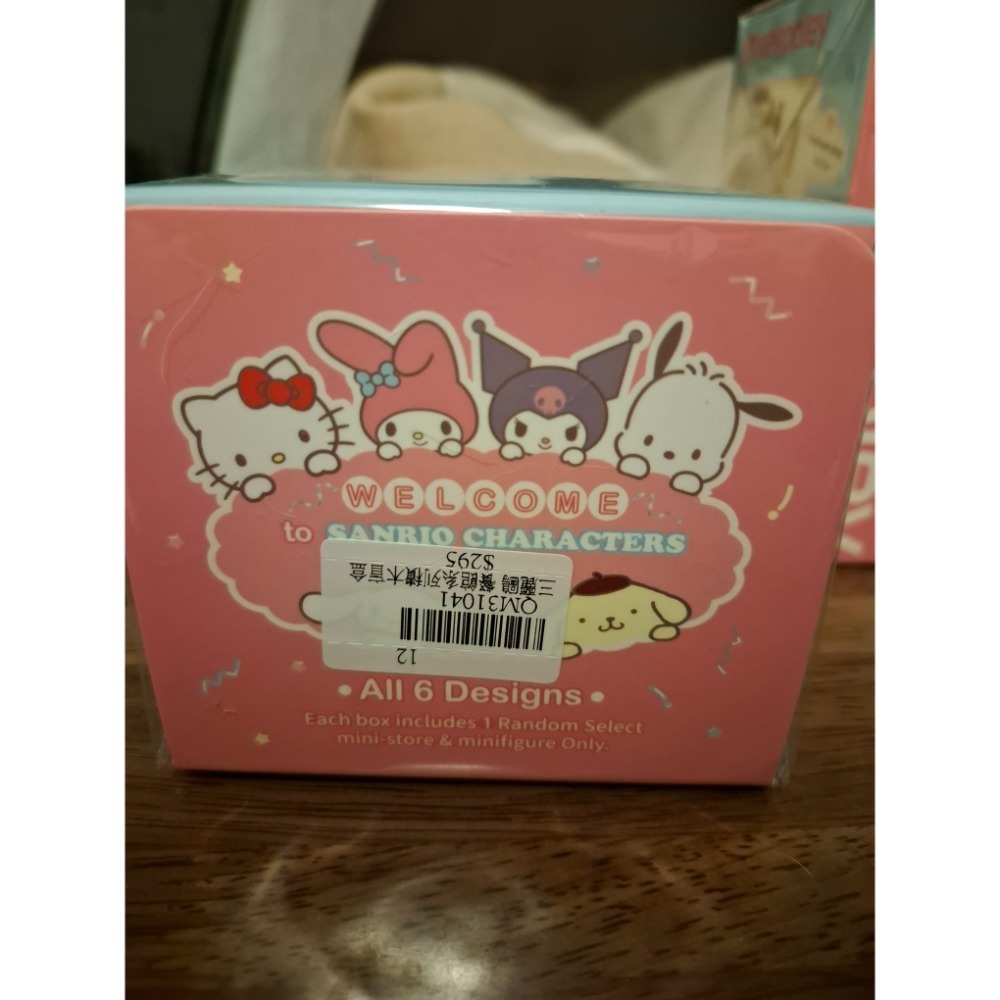 WELCOME
to SANRIO CHARACTERS
12
QM31041
三麗鷗 餐館系列積木盲盒
$295
• All 6 Designs •
Each box includes 1 Random Select
mini-store & minifigure Only.